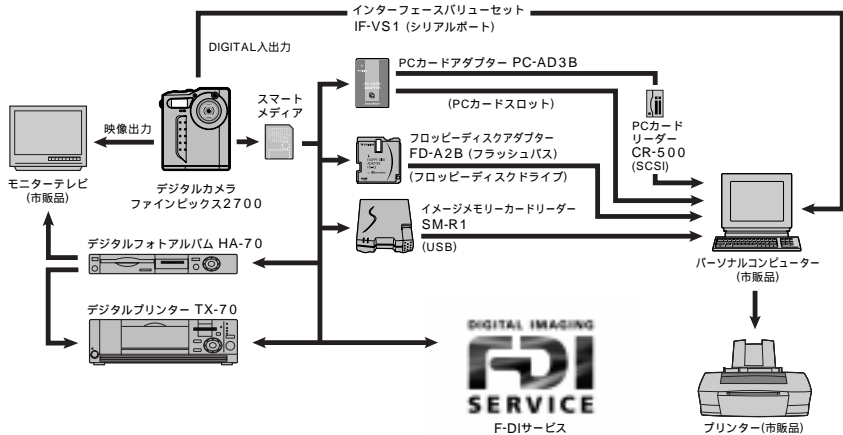 インターフェースバリューセット
IF-VS1 (シリアルポート)
DIGITAL入出力
PCカードアダプター PC-AD3B
(PCカードスロット)
スマート
メディア
映像出力
PCカード
リーダー
CR-500
(SCSI)
フロッピーディスクアダプター
FD-A2B (フラッシュパス)
(フロッピーディスクドライブ)
モニターテレビ
(市販品)
デジタルカメラ
ファインピックス2700
イメージメモリーカードリーダー
SM-R1
(USB)
デジタルフォトアルバム HA-70
パーソナルコンピューター
(市販品)
デジタルプリンター TX-70
DIGITAL IMAGING
F-DI
SERVICE
F-DIサービス
プリンター(市販品)